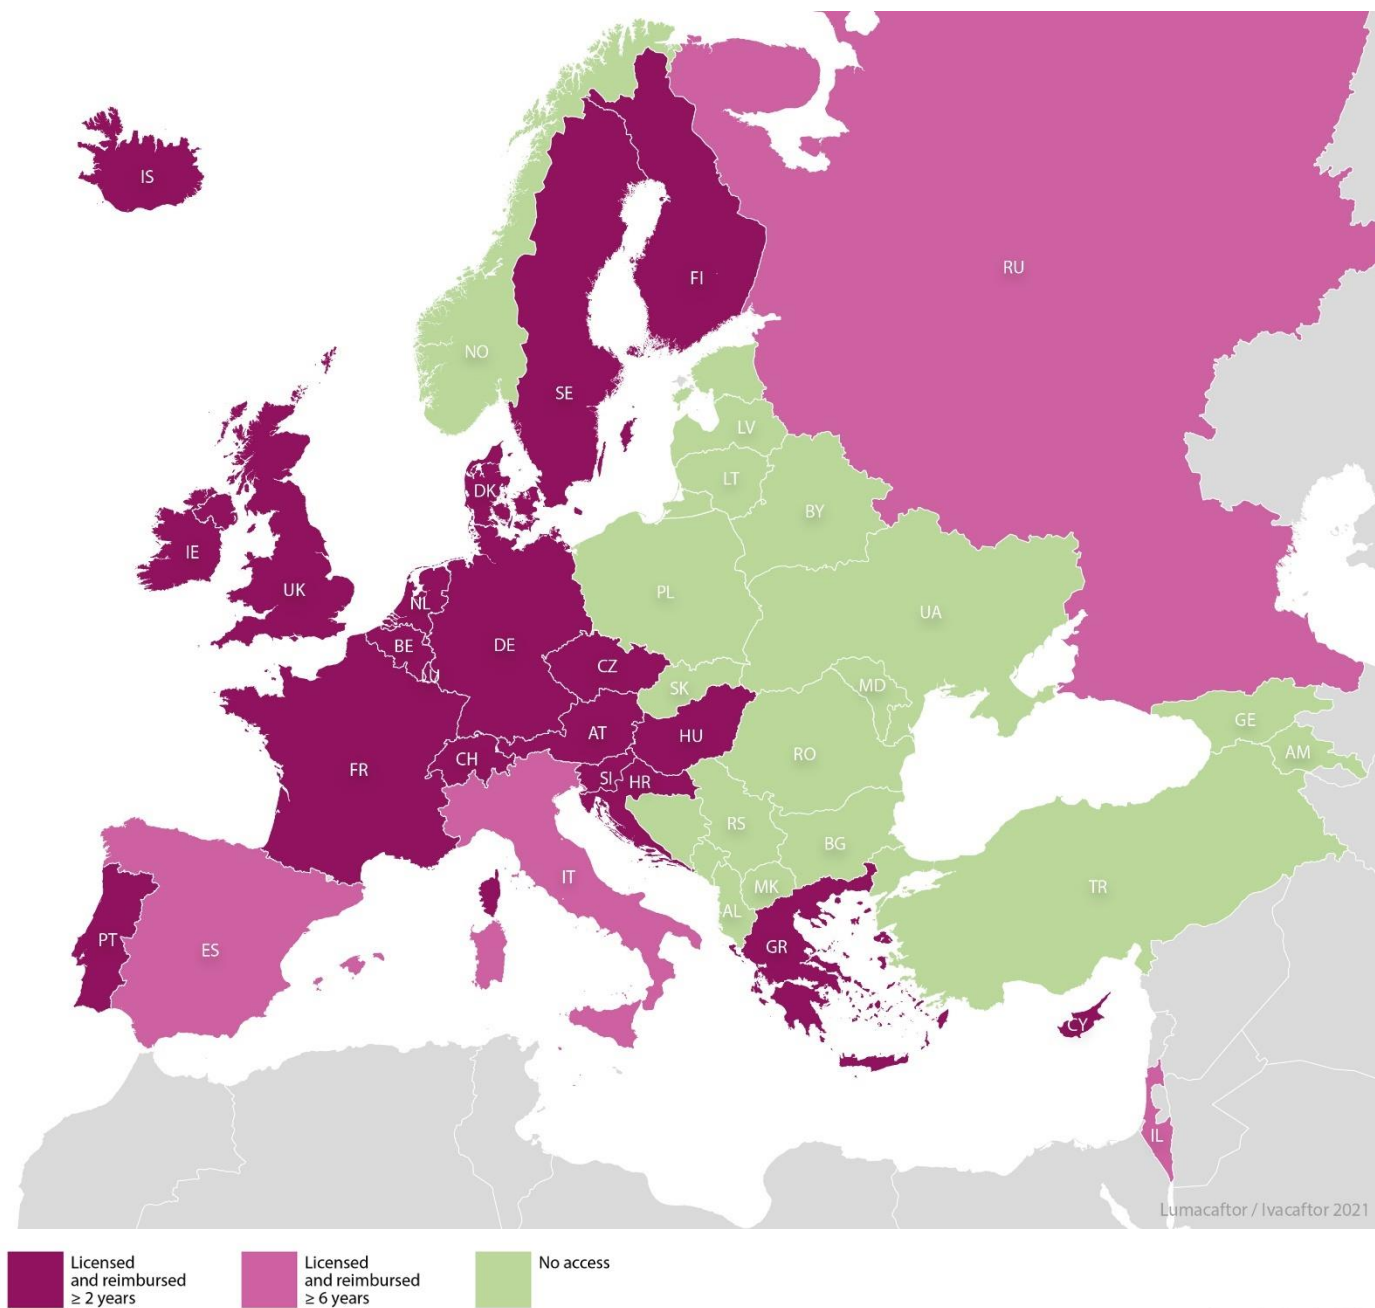 IS
RU
FI
NO
SE
LV
LT
DK
BY
IE
UK
NL
PL
UA
BE
DE
CZ
LU
SK
MD
AT
HU
GE
CH
FR
SI
HR
RO
AM
RS
BG
IT
MK
TR
AL
PT
ES
GR
CY
IL
Lumacaftor / Ivacaftor 2021
Licensed
and reimbursed
≥ 2 years
Licensed
and reimbursed
≥ 6 years
No access